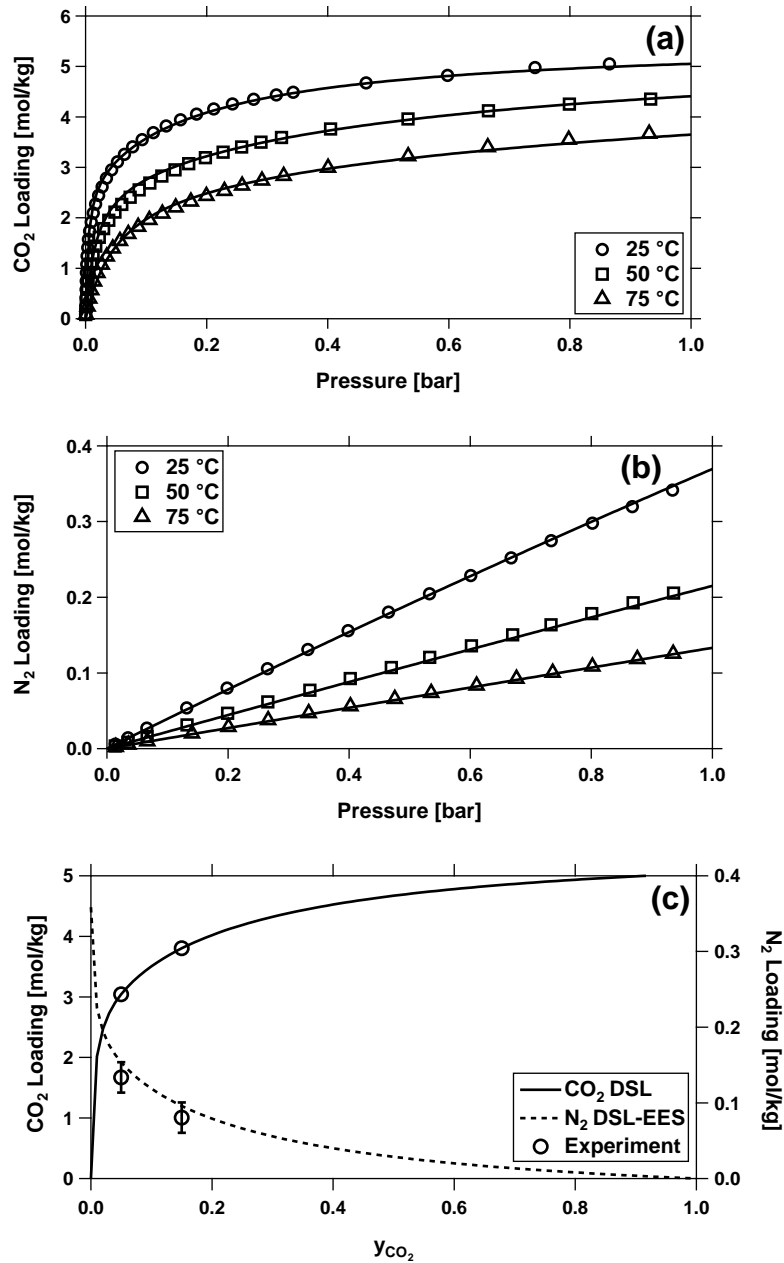 (a)
6
5
4
3
2
1
0
CO2 Loading [mol/kg]
25 °C
50 °C
75 °C
0.0 0.2 0.4 0.6 0.8 1.0
Pressure [bar]
(b)
25 °C
50 °C
75 °C
0.4
0.3
0.2
0.1
0.0
N2 Loading [mol/kg]
0.0 0.2 0.4 0.6 0.8 1.0
Pressure [bar]
(c)
5
4
3
2
1
0
CO2 Loading [mol/kg]
0.4
0.3
0.2
0.1
0.0
N2 Loading [mol/kg]
CO2 DSL
N2 DSL-EES
Experiment
0.0 0.2 0.4 0.6 0.8 1.0
yCO2